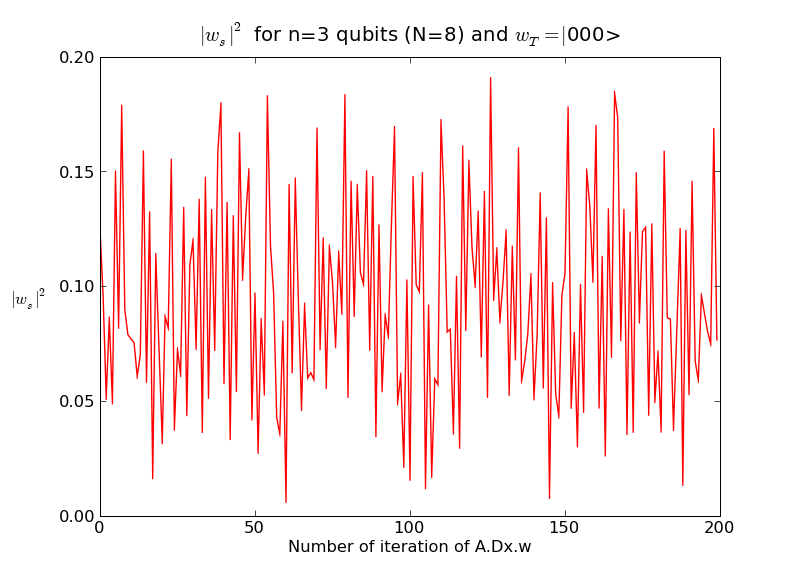 |w_s|^2 for n=3 qubits (N=8) and w_T=|000>
0.20
0.15
0.10
|w_s|^2
0.05
0.00
0 50 100 150 200
Number of iteration of A.Dx.w